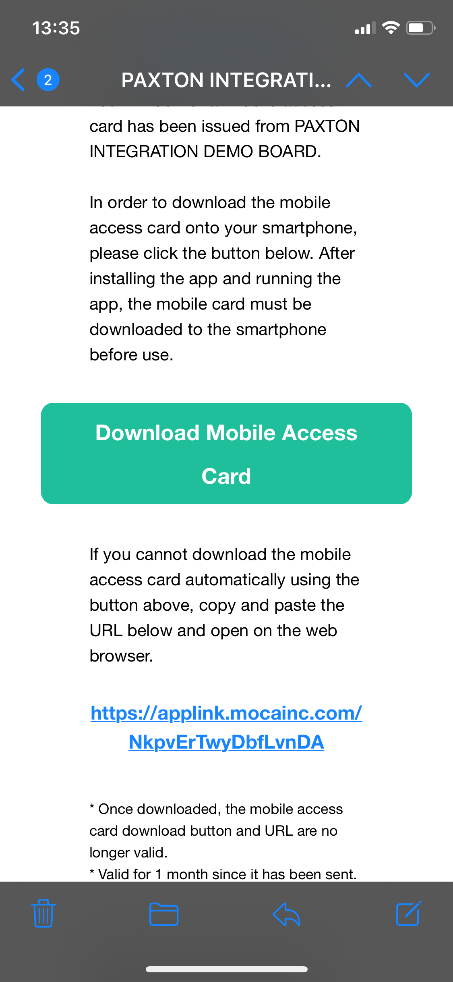 13:35
2
PAXTON INTEGRATI...
card has been issued from PAXTON
INTEGRATION DEMO BOARD.
In order to download the mobile
access card onto your smartphone,
please click the button below. After
installing the app and running the
app, the mobile card must be
downloaded to the smartphone
before use.
Download Mobile Access
Card
If you cannot download the mobile
access card automatically using the
button above, copy and paste the
URL below and open on the web
browser.
https://applink.mocainc.com/
NkpvErTwyDbfLvnDA
* Once downloaded, the mobile access
card download button and URL are no
longer valid.
* Valid for 1 month since it has been sent.